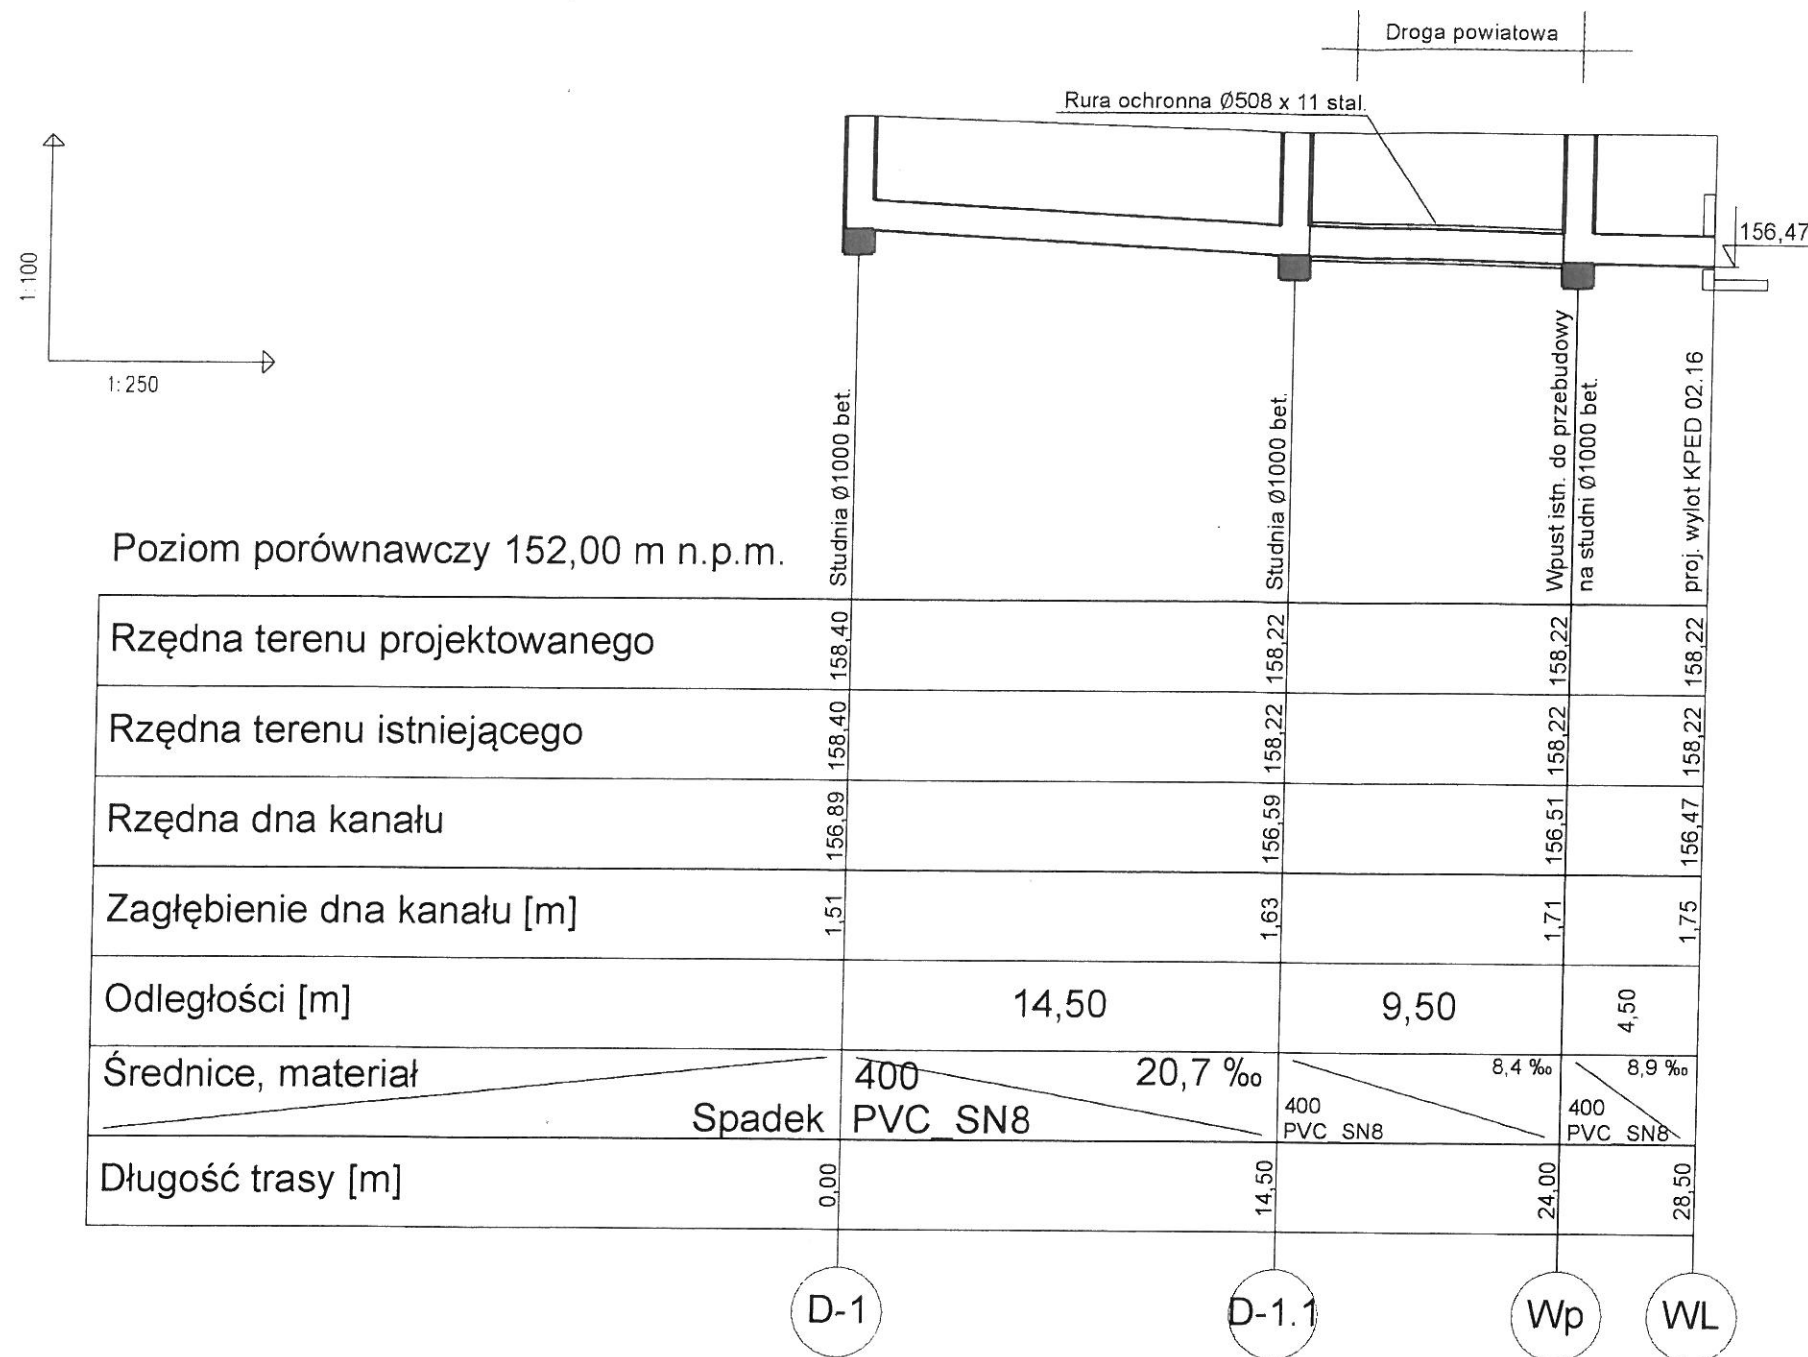 Droga powiatowa
Rura ochronna Ø508 x 11 stal.
156,47
1:100
1:250
Studnia Ø1000 bet.
Studnia Ø1000 bet.
Wpust istn. do przebudowy
na studni Ø1000 bet.
proj. wylot KPED 02.16
Poziom porównawczy 152,00 m n.p.m.
Rzędna terenu projektowanego
158,40
158,22
158,22
158,22
Rzędna terenu istniejącego
158,40
158,22
158,22
158,22
Rzędna dna kanału
156,89
156,59
156,51
156,47
Zagłębienie dna kanału [m]
1,51
1,63
1,71
1,75
Odległości [m]
14,50
9,50
4,50
Średnice, materiał
Spadek
400
20,7 ‰
PVC_SN8
8,4 ‰
400
PVC_SN8
8,9 ‰
400
PVC_SN8
Długość trasy [m]
0,00
14,50
24,00
28,50
D-1
D-1.1
Wp
WL